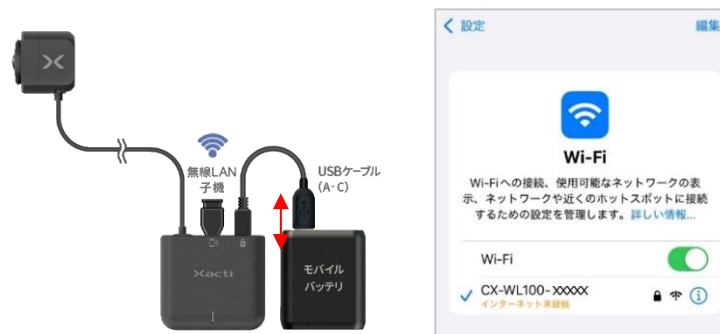 無線LAN
子機
USBケーブル
(A-C)
Xacti
モバイル
バッテリ
設定
編集
Wi-Fi
Wi-Fiへの接続、使用可能なネットワークの表
示、ネットワークや近くのホットスポットに接続
するための設定を管理します。詳しい情報...
Wi-Fi
CX-WL100-XXXXX
インターネット未接続